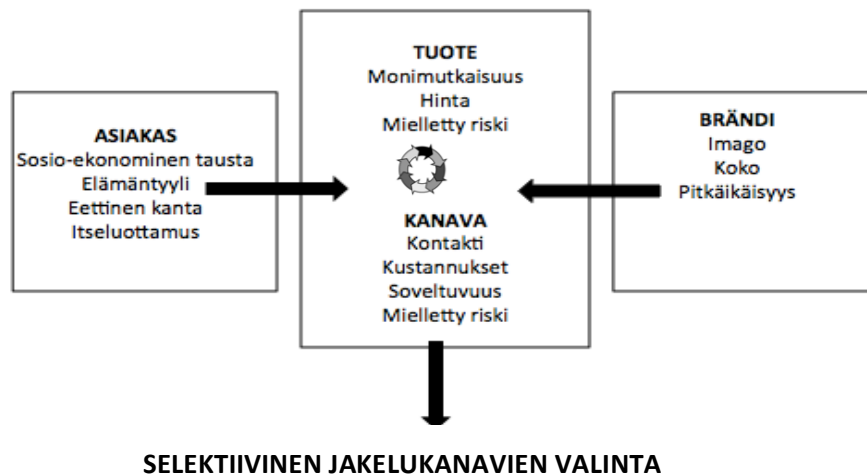 ASIAKAS
Sosio-ekonominen tausta
Elämäntyyli
Eettinen kanta
Itseluottamus
TUOTE
Monimutkaisuus
Hinta
Mielletty riski
KANAVA
Kontakti
Kustannukset
Soveltuvuus
Mielletty riski
BRÄNDI
Imago
Koko
Pitkäikäisyys
SELEKTIIVINEN JAKELUKANAVIEN VALINTA